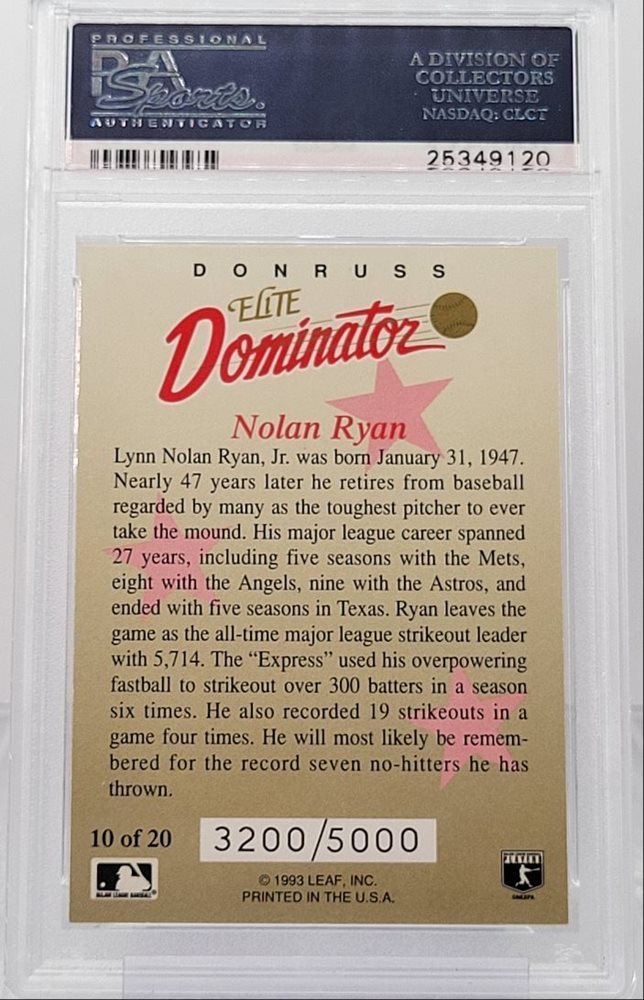 PROFESSIONAL
PSA
Sports.
AUTHENTICATOR
A DIVISION OF
COLLECTORS
UNIVERSE
NASDAQ: CLCT
25349120
DONRUSS
ELITE
Dominator
Nolan Ryan
Lynn Nolan Ryan, Jr. was born January 31, 1947.
Nearly 47 years later he retires from baseball
regarded by many as the toughest pitcher to ever
take the mound. His major league career spanned
27 years, including five seasons with the Mets,
eight with the Angels, nine with the Astros, and
ended with five seasons in Texas. Ryan leaves the
game as the all-time major league strikeout leader
with 5,714. The “Express” used his overpowering
fastball to strikeout over 300 batters in a season
six times. He also recorded 19 strikeouts in a
game four times. He will most likely be remem-
bered for the record seven no-hitters he has
thrown.
10 of 20
3200/5000
MAJOR LEAGUE BASEBALL
© 1993 LEAF, INC.
PRINTED IN THE U.S.A.
PLAYERS